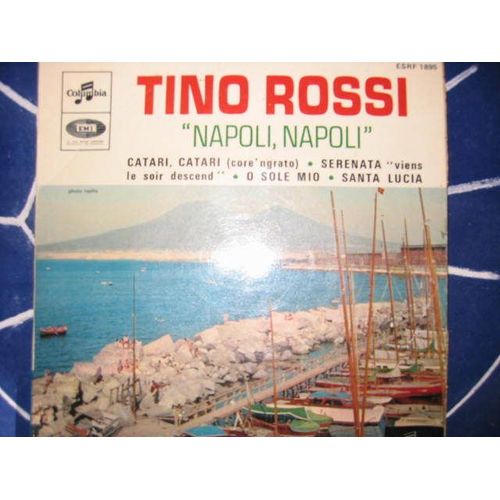 ESRF 1895
Columbia
EMI
TINO ROSSI
"NAPOLI, NAPOLI"
CATARI, CATARI (core'ngrato) • SERENATA "viens
le soir descend" • O SOLE MIO • SANTA LUCIA